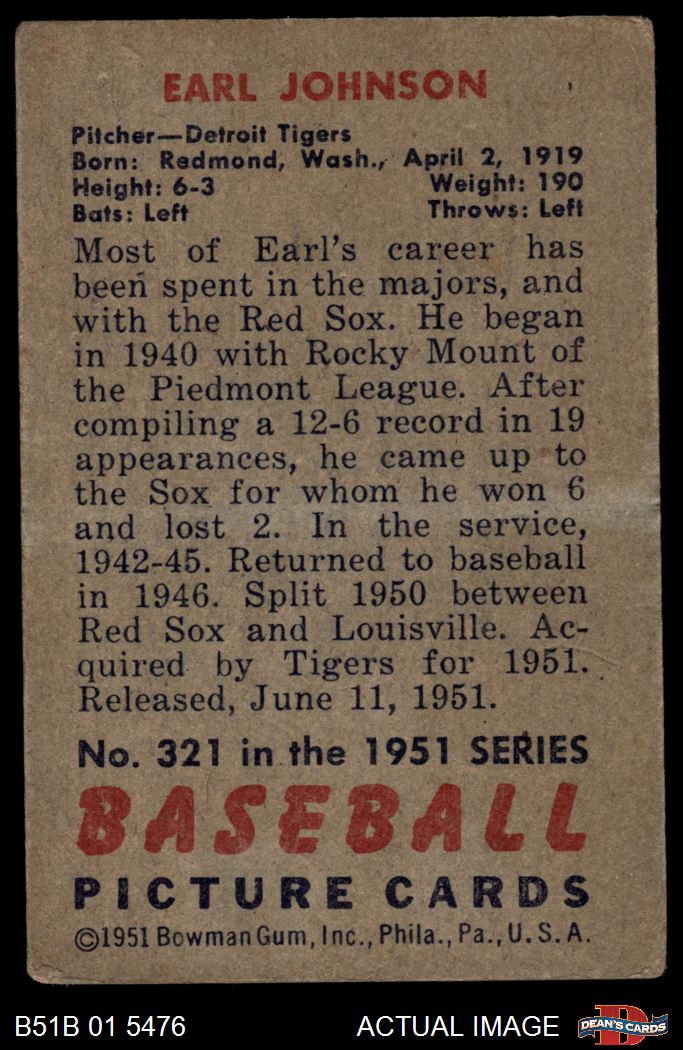 EARL JOHNSON
Pitcher—Detroit Tigers
Born: Redmond, Wash., April 2, 1919
Height: 6-3 Weight: 190
Bats: Left Throws: Left
Most of Earl's career has
been spent in the majors, and
with the Red Sox. He began
in 1940 with Rocky Mount of
the Piedmont League. After
compiling a 12-6 record in 19
appearances, he came up to
the Sox for whom he won 6
and lost 2. In the service,
1942-45. Returned to baseball
in 1946. Split 1950 between
Red Sox and Louisville. Ac-
quired by Tigers for 1951.
Released, June 11, 1951.
No. 321 in the 1951 SERIES
BASEBALL
PICTURE CARDS
©1951 Bowman Gum, Inc., Phila., Pa., U. S. A.
B51B 01 5476 ACTUAL IMAGE D DEAN'S CARDS